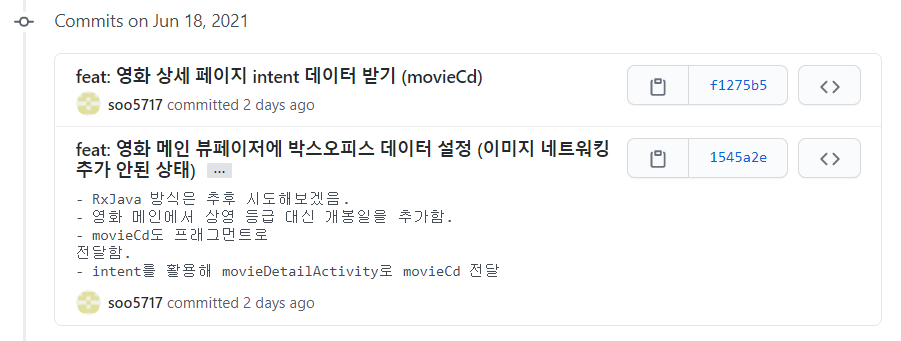 Commits on Jun 18, 2021
feat: 영화 상세 페이지 intent 데이터 받기 (movieCd)
f1275b5
soo5717 committed 2 days ago
feat: 영화 메인 뷰페이저에 박스오피스 데이터 설정 (이미지 네트워킹
추가 안된 상태) ...
1545a2e
- RxJava 방식은 추후 시도해보겠음.
- 영화 메인에서 상영 등급 대신 개봉일을 추가함.
- movieCd도 프래그먼트로
전달함.
- intent를 활용해 movieDetailActivity로 movieCd 전달
soo5717 committed 2 days ago